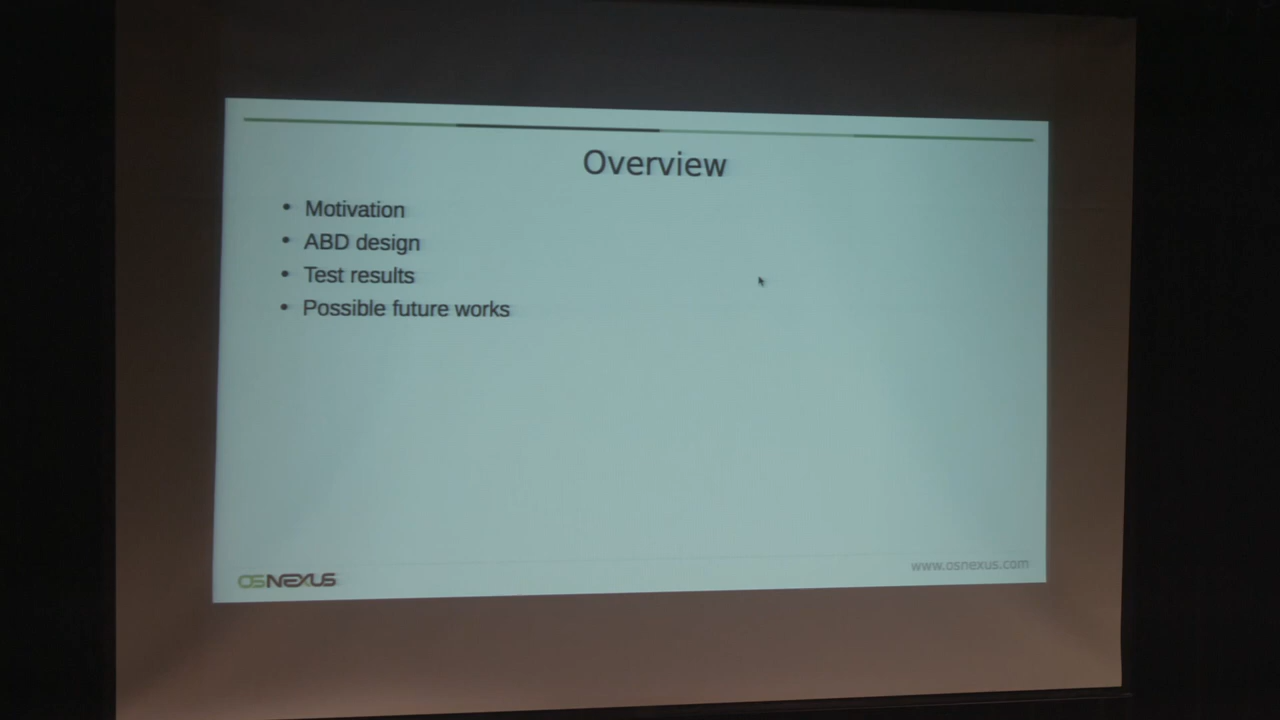 Overview
• Motivation
• ABD design
• Test results
• Possible future works
OSNEXUS
www.osnexus.com